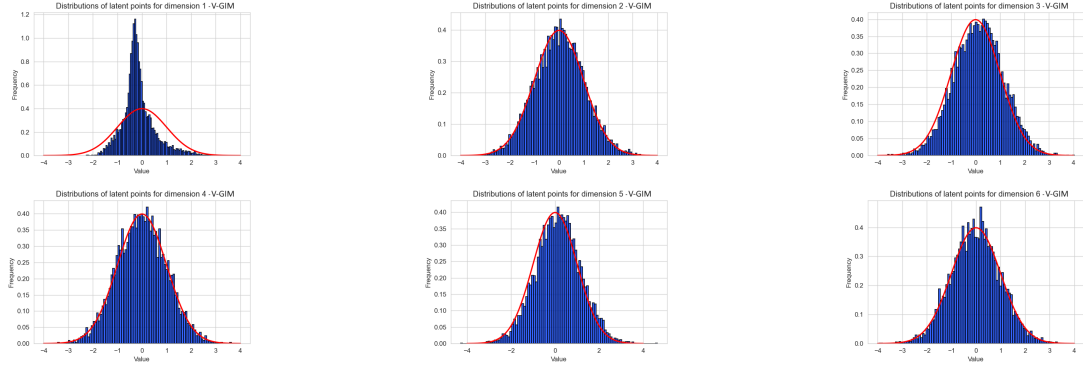 Distributions of latent points for dimension 1 -V-GIM
1.2
1.0
0.8
0.6
0.4
0.2
0.0
Frequency
−4 −3 −2 −1 0 1 2 3 4
Value
Distributions of latent points for dimension 2 -V-GIM
0.4
0.3
0.2
0.1
0.0
Frequency
−4 −3 −2 −1 0 1 2 3 4
Value
Distributions of latent points for dimension 3 -V-GIM
0.40
0.35
0.30
0.25
0.20
0.15
0.10
0.05
0.00
Frequency
−4 −3 −2 −1 0 1 2 3 4
Value
Distributions of latent points for dimension 4 -V-GIM
0.40
0.35
0.30
0.25
0.20
0.15
0.10
0.05
0.00
Frequency
−4 −3 −2 −1 0 1 2 3 4
Value
Distributions of latent points for dimension 5 -V-GIM
0.40
0.35
0.30
0.25
0.20
0.15
0.10
0.05
0.00
Frequency
−4 −2 0 2 4
Value
Distributions of latent points for dimension 6 -V-GIM
0.4
0.3
0.2
0.1
0.0
Frequency
−4 −3 −2 −1 0 1 2 3 4
Value